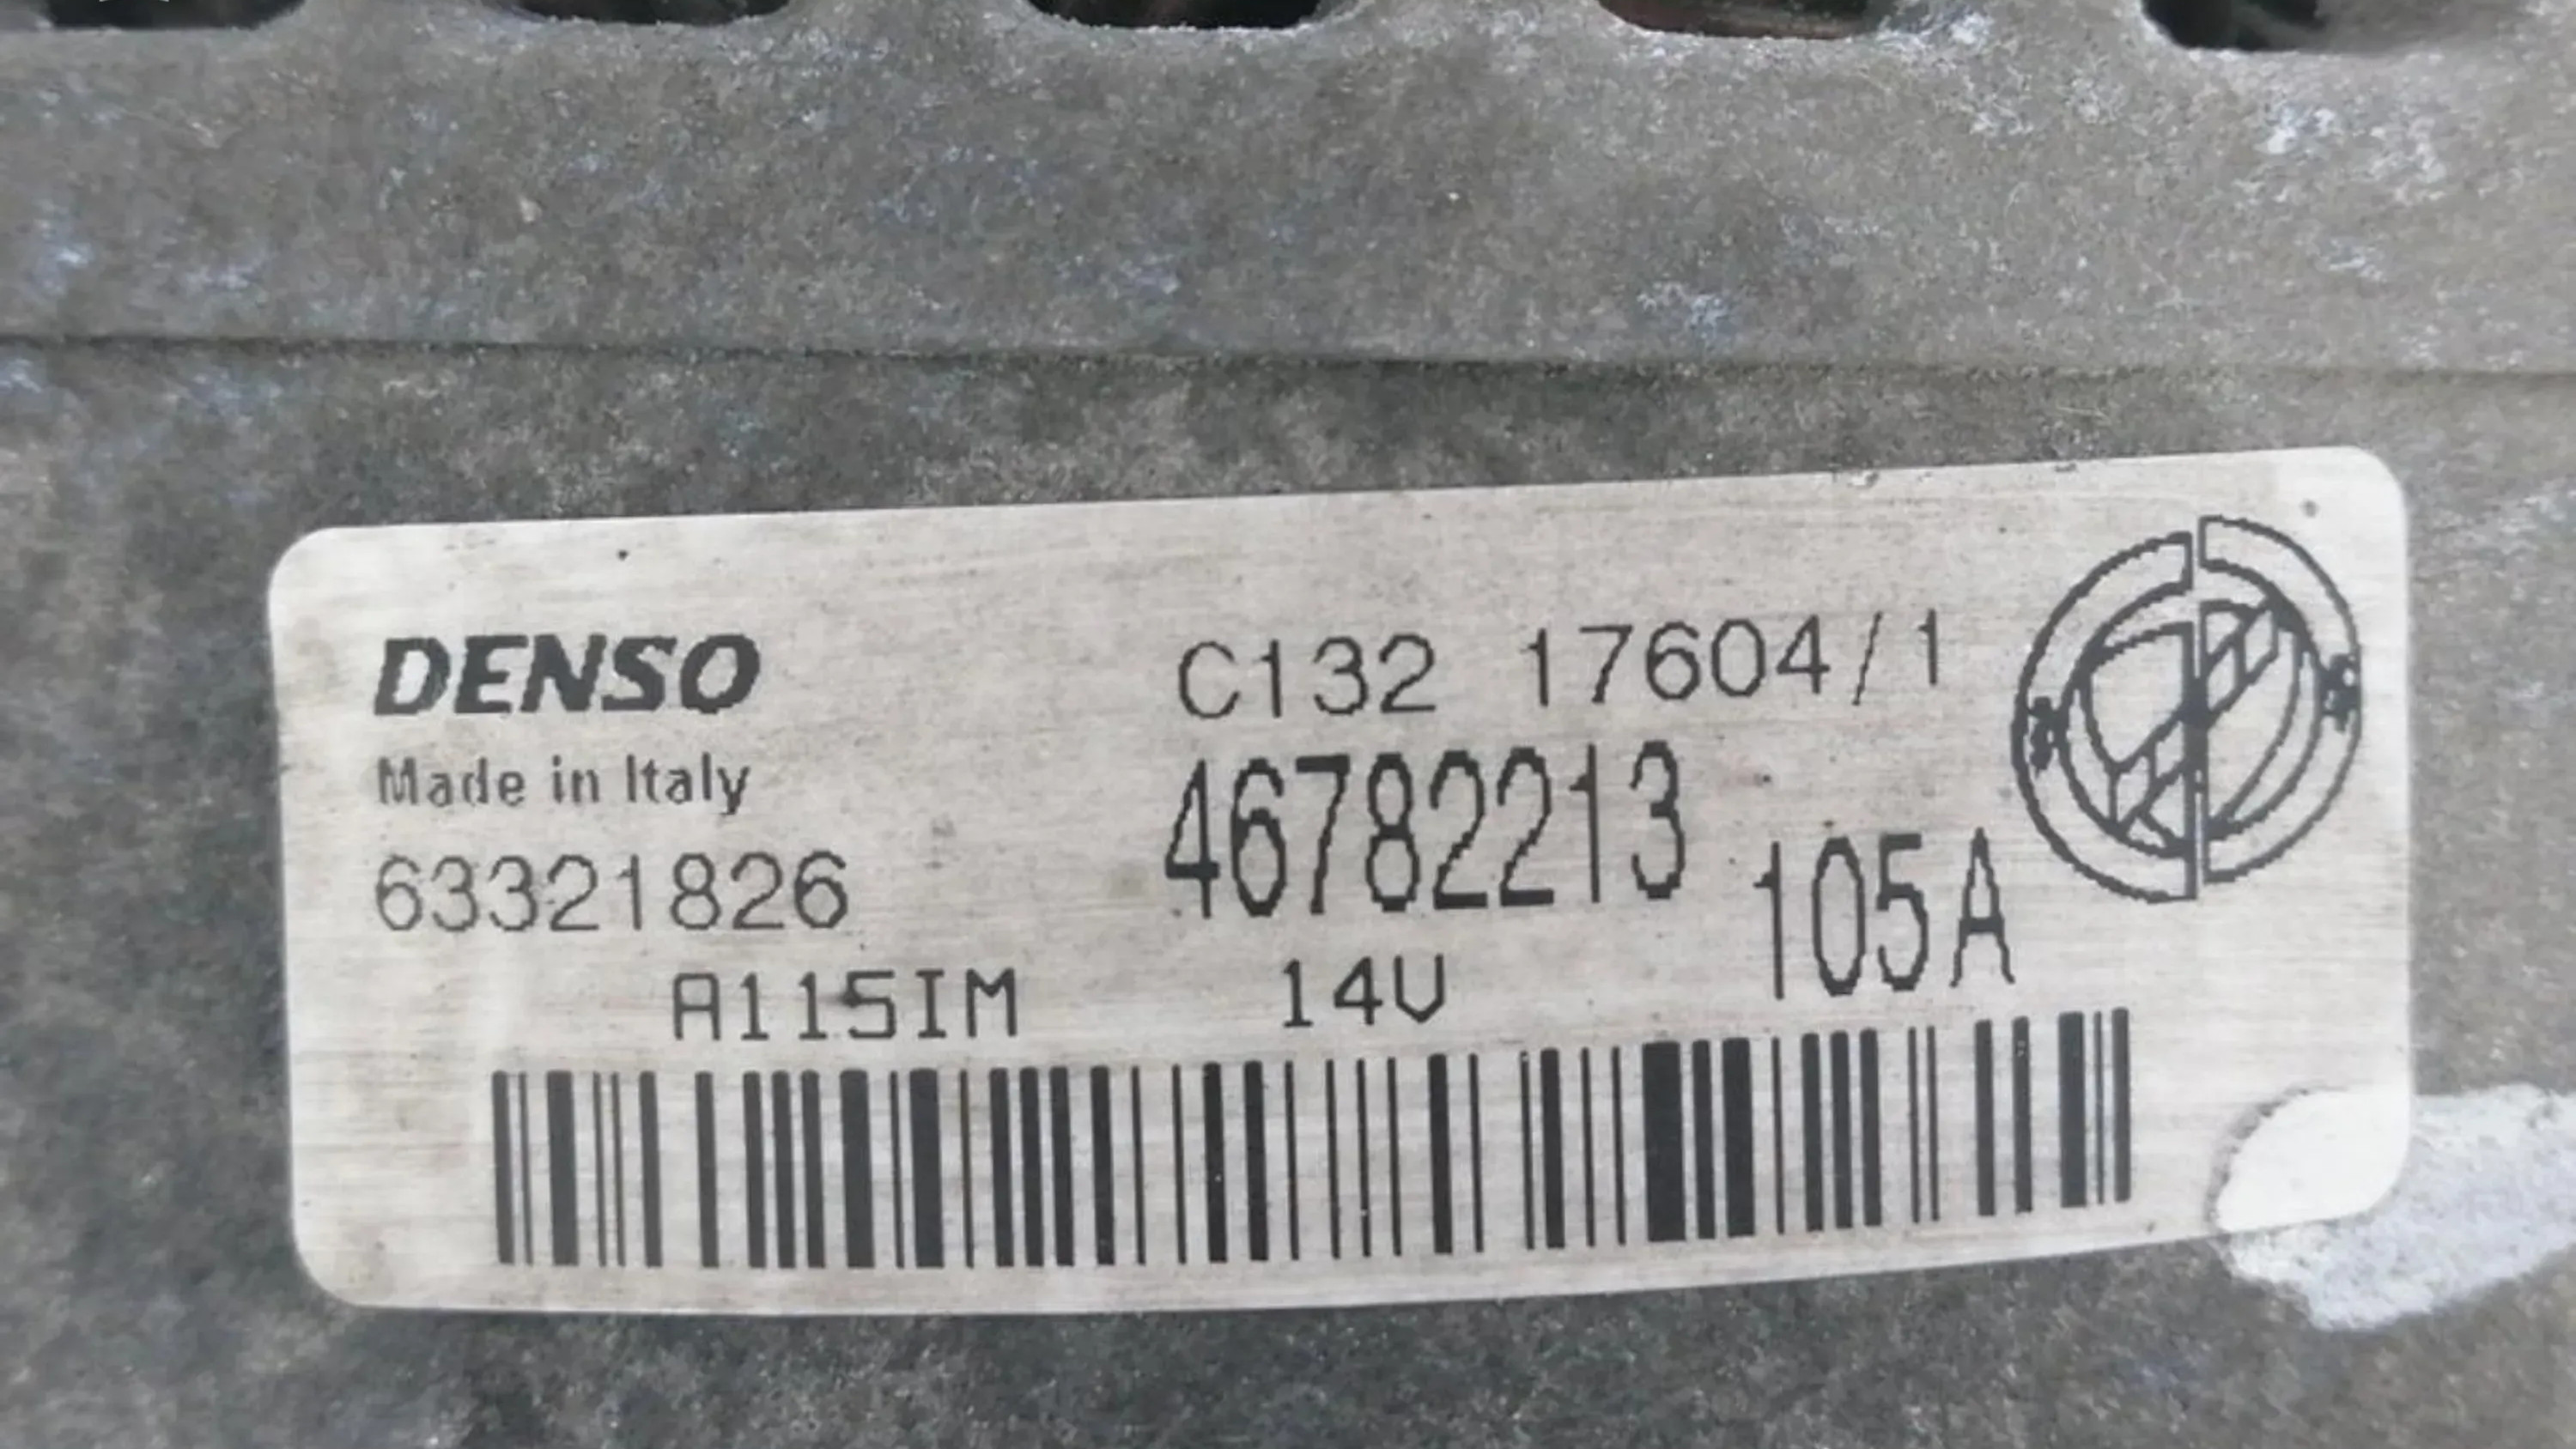 DENSO
Made in Italy
63321826
C132 17604/1
46782213
105A
A115IM 14V